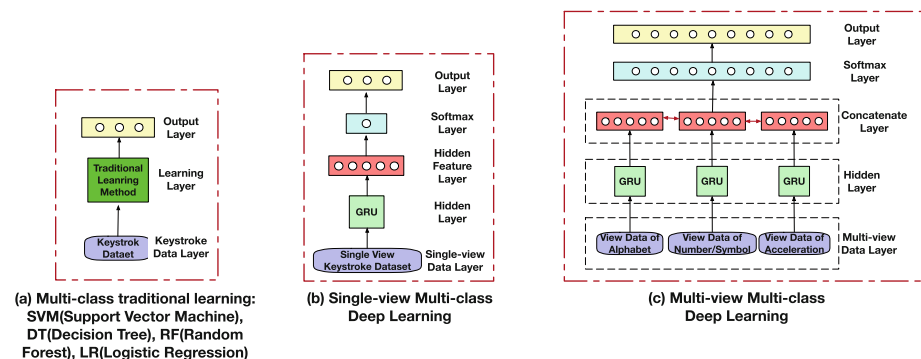 Output
Layer
Traditional
Leanring
Method
Learning
Layer
Keystrok
Dataet
Keystroke
Data Layer
(a) Multi-class traditional learning:
SVM(Support Vector Machine),
DT(Decision Tree), RF(Random
Forest), LR(Logistic Regression)
Output
Layer
Softmax
Layer
Hidden
Feature
Layer
GRU
Hidden
Layer
Single View
Keystroke Dataset
Single-view
Data Layer
(b) Single-view Multi-class
Deep Learning
Output
Layer
Softmax
Layer
Concatenate
Layer
GRU
GRU
GRU
Hidden
Layer
View Data of
Alphabet
View Data of
Number/Symbol
View Data of
Acceleration
Multi-view
Data Layer
(c) Multi-view Multi-class
Deep Learning